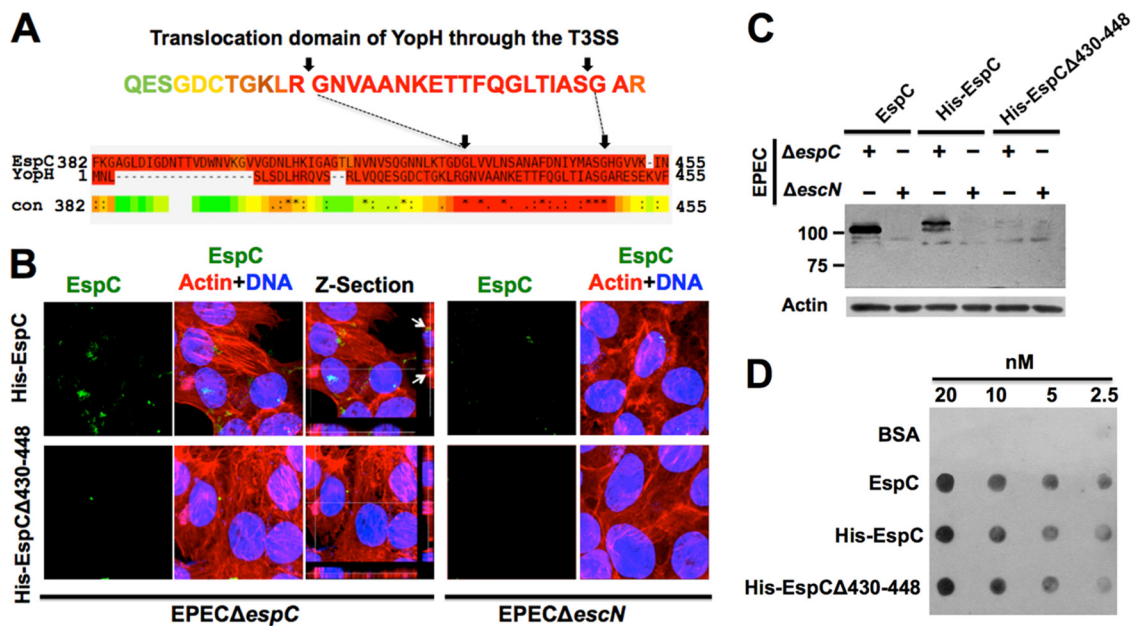 A
Translocation domain of YopH through the T3SS
QESGDCTGKLRGNVAANKETTFQGLTIASGAR
EspC 382 FKGAGLDIGDNTTVDWNVKGVVGDNLHKIGAGTLNVNVSQGNNLKTGDGLVVLNSANAFDNIYMASGHGVVK-IN 455
YopH 1 MNL------------------SLSDLHRQVS--RLVQQESGDCTGKLRGNVAANKETTFQGLTIASGARESEKVF 455
con 382 455
B
EspC
EspC
Actin+DNA
Z-Section
EspC
EspC
Actin+DNA
His-EspC
His-EspCΔ430-448
EPECΔespC
EPECΔescN
C
EspC
His-EspC
His-EspCΔ430-448
EPEC
ΔespC + − + − + −
ΔescN − + − + − +
100
75
Actin
D
nM
20 10 5 2.5
BSA
EspC
His-EspC
His-EspCΔ430-448